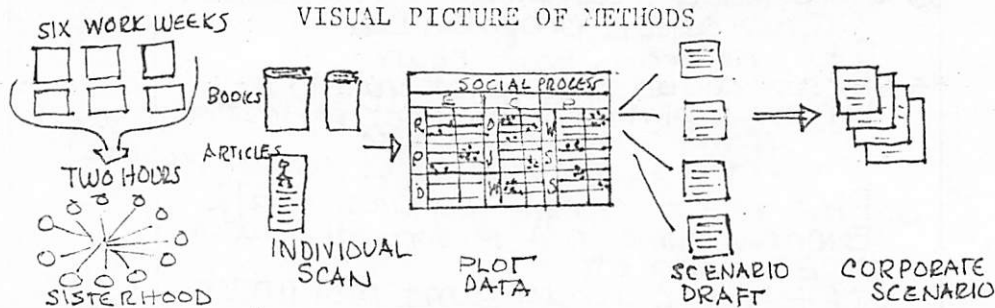 VISUAL PICTURE OF METHODS
SIX WORK WEEKS
TWO HOURS
SISTERHOOD
BOOKS
ARTICLES
INDIVIDUAL
SCAN
SOCIAL PROCESS
E C P
R D W
P J S
D W S
PLOT
DATA
SCENARIO
DRAFT
CORPORATE
SCENARIO